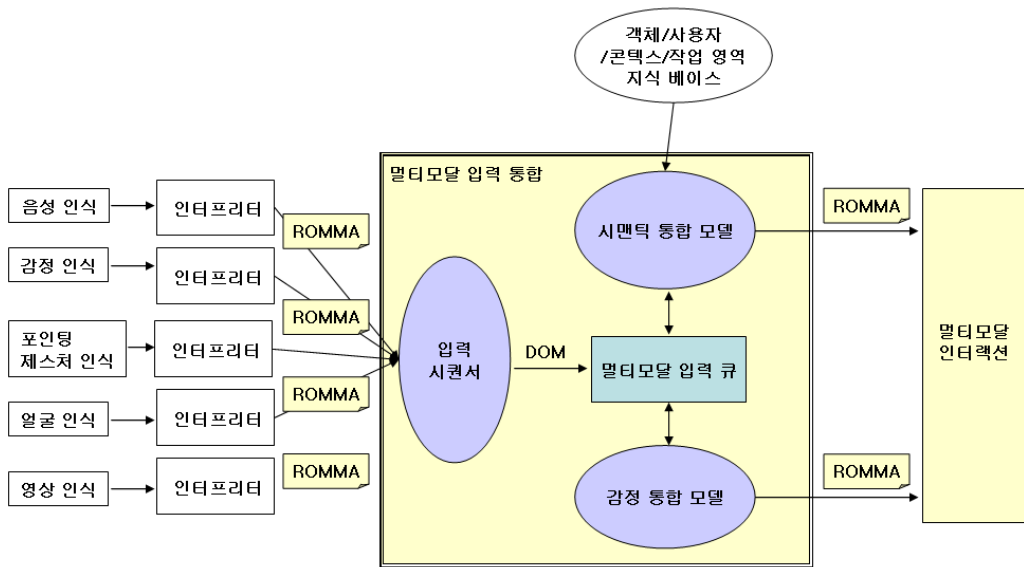 객체/사용자
/콘텍스/작업 영역
지식 베이스
멀티모달 입력 통합
음성 인식
인터프리터
ROMMA
시맨틱 통합 모델
ROMMA
감정 인식
인터프리터
ROMMA
포인팅
제스처 인식
인터프리터
입력
시퀀서
DOM
멀티모달 입력 큐
멀티모달
인터랙션
얼굴 인식
인터프리터
ROMMA
영상 인식
인터프리터
ROMMA
감정 통합 모델
ROMMA